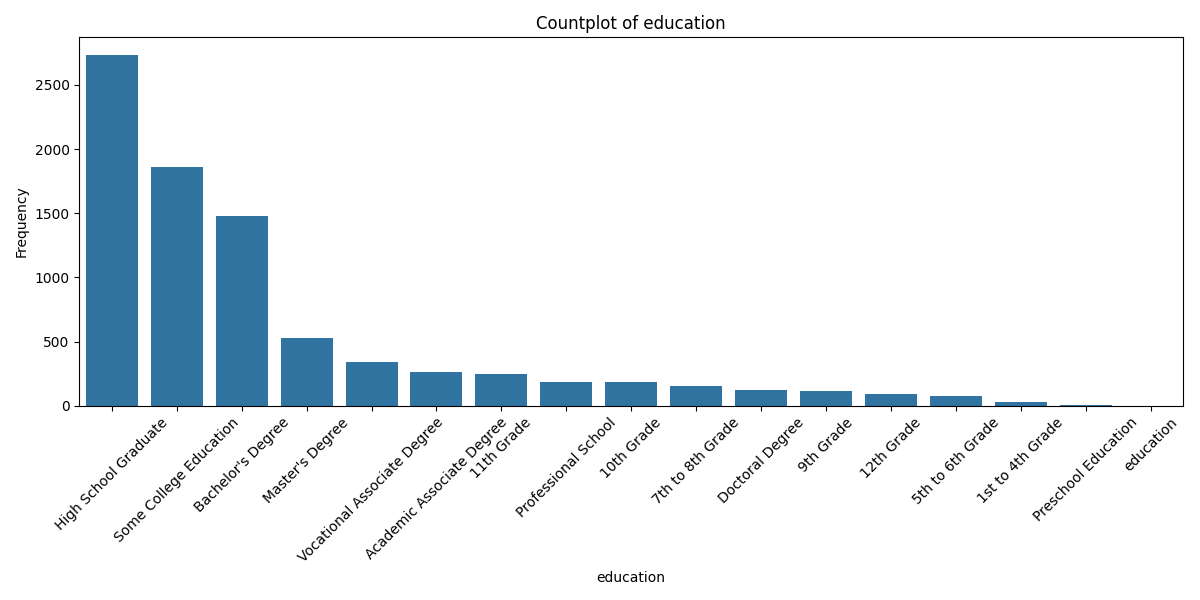 Countplot of education
Frequency
2500
2000
1500
1000
500
0
High School Graduate
Some College Education
Bachelor's Degree
Master's Degree
Vocational Associate Degree
Academic Associate Degree
11th Grade
Professional School
10th Grade
7th to 8th Grade
Doctoral Degree
9th Grade
12th Grade
5th to 6th Grade
1st to 4th Grade
Preschool Education
education
education